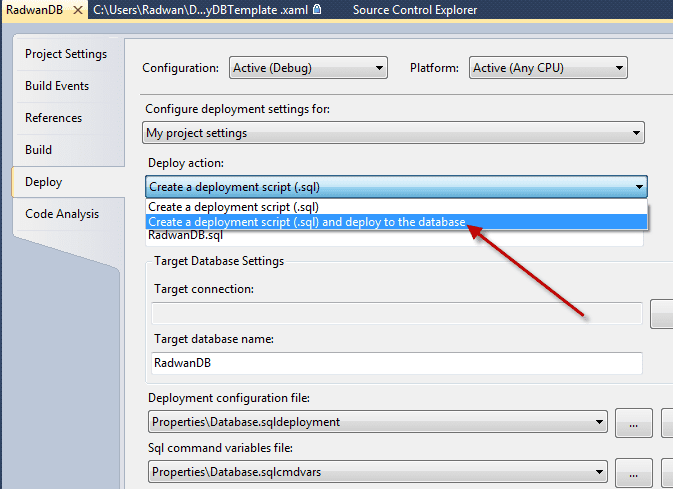 RadwanDB C:\Users\Radwan\D...yDBTemplate .xaml Source Control Explorer
Project Settings
Build Events
References
Build
Deploy
Code Analysis
Configuration: Active (Debug) Platform: Active (Any CPU)
Configure deployment settings for:
My project settings
Deploy action:
Create a deployment script (.sql)
Create a deployment script (.sql)
Create a deployment script (.sql) and deploy to the database
RadwanDB.sql
Target Database Settings
Target connection:
Target database name:
RadwanDB
Deployment configuration file:
Properties\Database.sqldeployment ...
Sql command variables file:
Properties\Database.sqlcmdvars ...